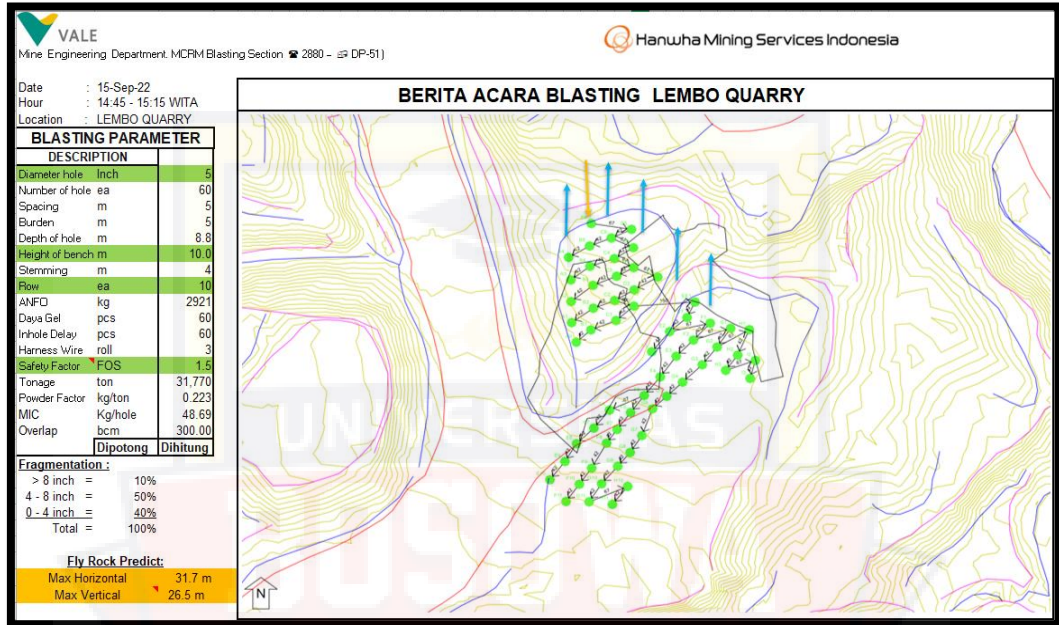 VALE
Mine Engineering Department. MCRM Blasting Section ☎ 2880 - DP-51)
Hanwha Mining Services Indonesia
Date : 15-Sep-22
Hour : 14:45 - 15:15 WITA
Location : LEMBO QUARRY
BERITA ACARA BLASTING LEMBO QUARRY
BLASTING PARAMETER
DESCRIPTION
Diameter hole Inch 5
Number of hole ea 60
Spacing m 5
Burden m 5
Depth of hole m 8.8
Height of bench m 10.0
Stemming m 4
Row ea 10
ANFO kg 2921
Daya Gel pcs 60
Inhole Delay pcs 60
Harness Wire roll 3
Safety Factor FOS 1.5
Tonage ton 31.770
Powder Factor kg/ton 0.223
MIC Kg/hole 48.69
Overlap bcm 300.00
Dipotong Dihitung
Fragmentation :
> 8 inch = 10%
4 - 8 inch = 50%
0 - 4 inch = 40%
Total = 100%
Fly Rock Predict:
Max Horizontal 31.7 m
Max Vertical 26.5 m
N
UNIVERSITAS
BOSOWA